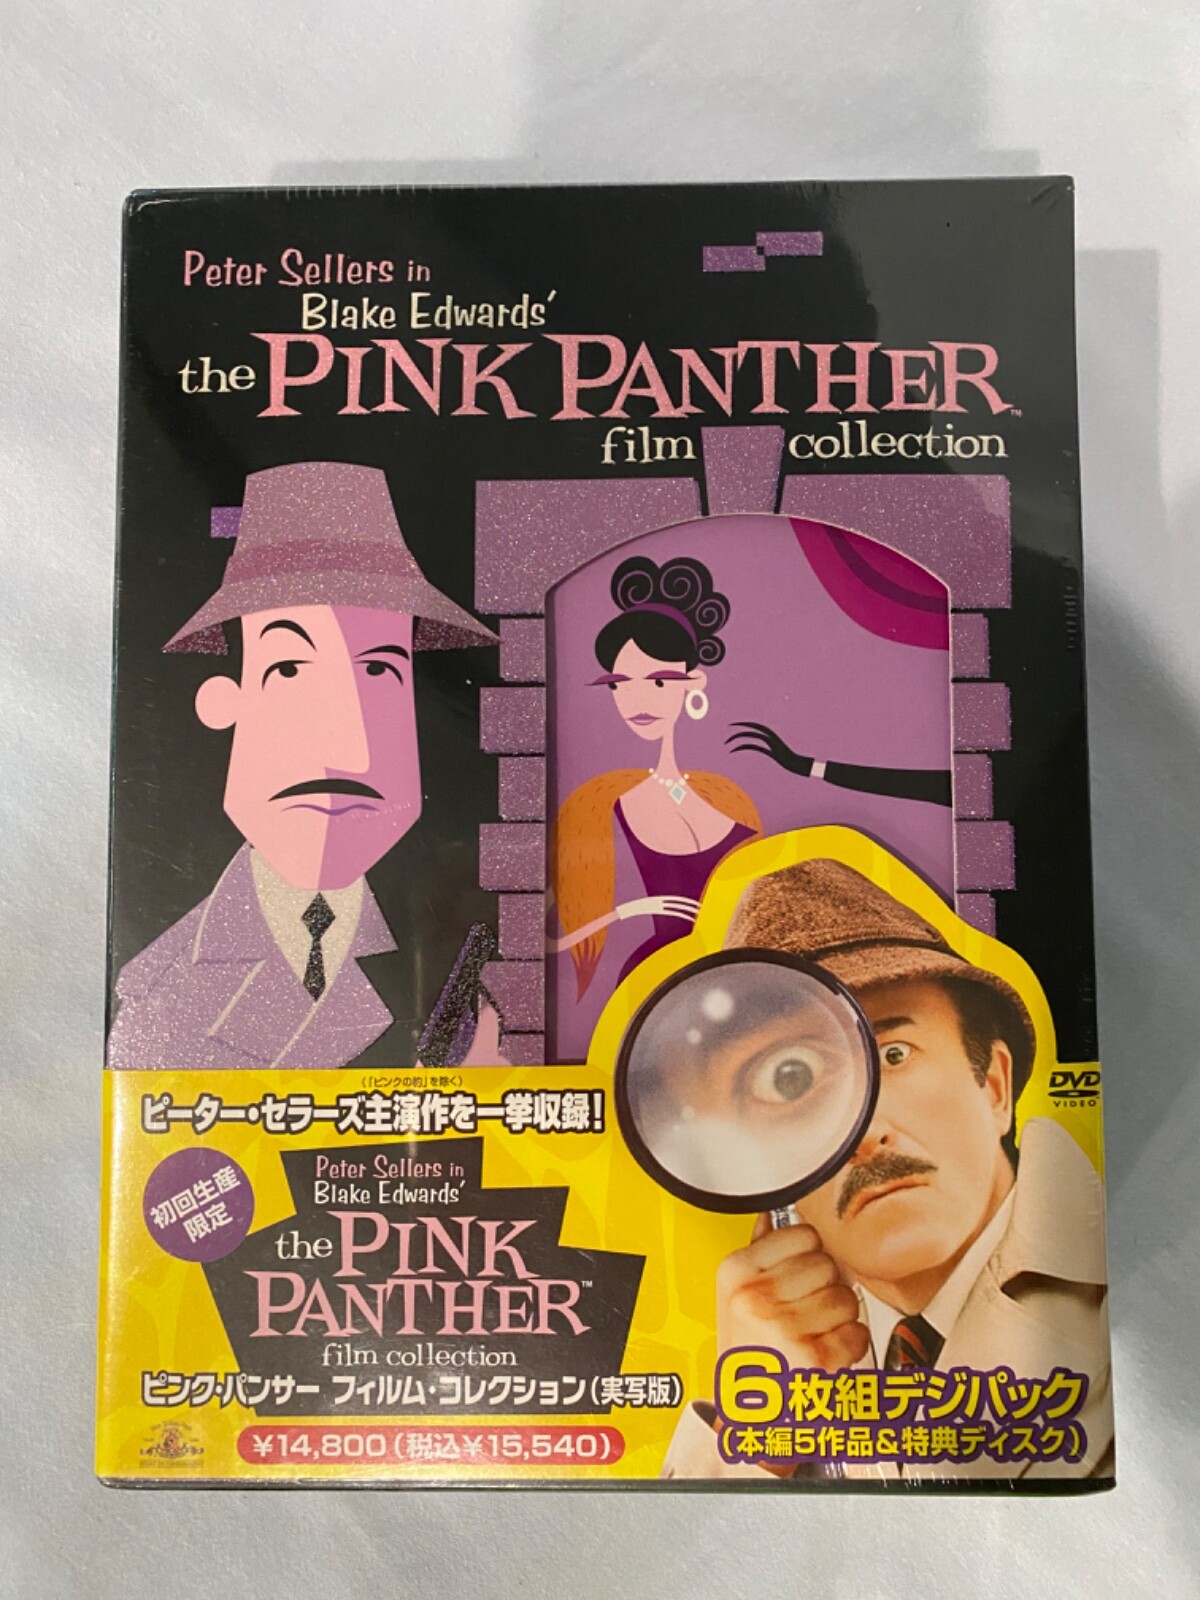 Peter Sellers in
Blake Edwards'
the PINK PANTHER™
film collection
DVD
VIDEO
(「ピンクの豹」を除く)
ピーター・セラーズ主演作を一挙収録!
初回生産
限定
Peter Sellers in
Blake Edwards'
the PINK
PANTHER™
film collection
ピンク・パンサー フィルム・コレクション(実写版)
¥14,800(税込¥15,540)
6枚組デジパック
(本編5作品&特典ディスク)